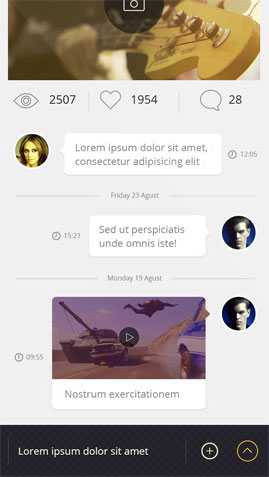 2507 1954 28
Lorem ipsum dolor sit amet,
consectetur adipisicing elit
12:05
Friday 23 Agust
15:21
Sed ut perspiciatis
unde omnis iste!
Monday 19 Agust
09:55
Nostrum exercitationem
Lorem ipsum dolor sit amet